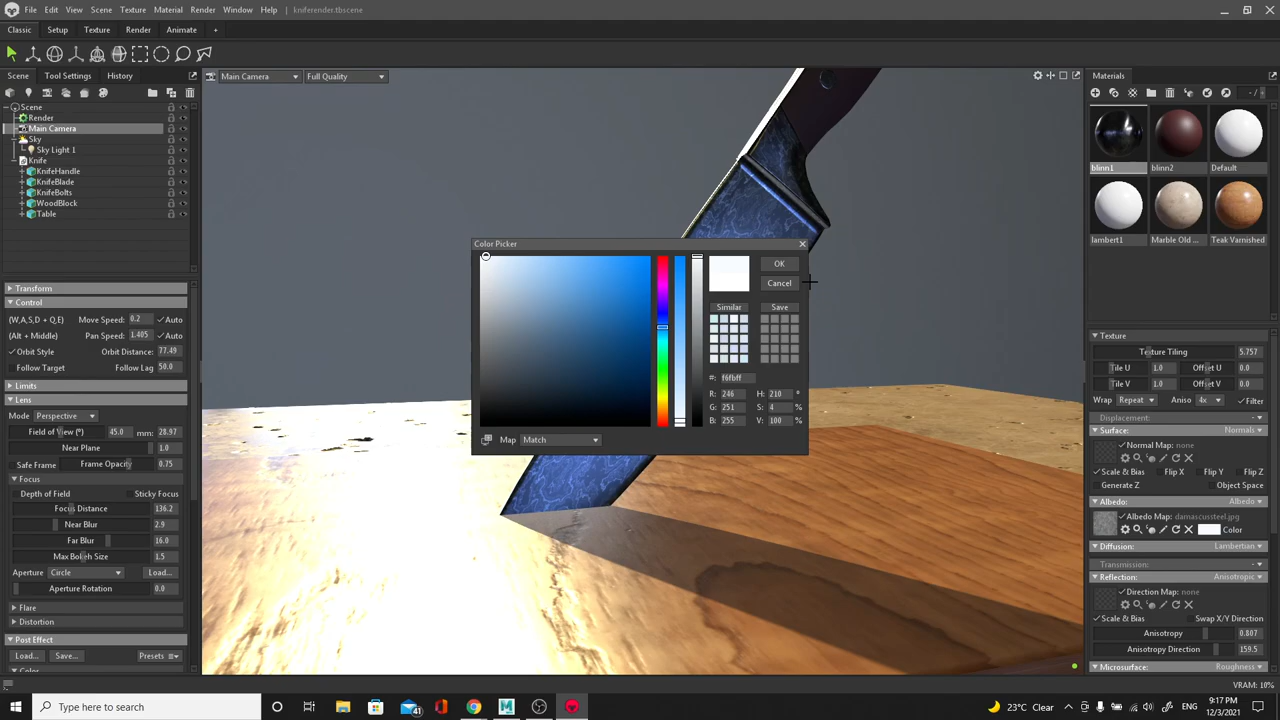 File Edit View Scene Texture Material Render Window Help kniferender.tbscene
Classic Setup Texture Render Animate +
Scene Tool Settings History
Main Camera Full Quality
Materials
Scene
Render
Main Camera
Sky
Sky Light 1
Knife
KnifeHandle
KnifeBlade
KnifeBolts
WoodBlock
Table
Transform
Control
(W,A,S,D + Q,E) Move Speed: 0.2 Auto
(Alt + Middle) Pan Speed: 1.405 Auto
Orbit Style Orbit Distance: 77.49
Follow Target Follow Lag 50.0
Limits
Lens
Mode Perspective
Field of View (°) 45.0 mm: 28.97
Near Plane 1.0
Safe Frame Frame Opacity 0.75
Focus
Depth of Field Sticky Focus
Focus Distance 136.2
Near Blur 2.9
Far Blur 16.0
Max Bokeh Size 1.5
Aperture Circle Load...
Aperture Rotation 0.0
Flare
Distortion
Post Effect
Load... Save... Presets
Color
Color Picker
OK
Cancel
Similar Save
#: f6fbff
R: 246 H: 210 °
G: 251 S: 4 %
B: 255 V: 100 %
Map Match
blinn1 blinn2 Default
lambert1 Marble Old Teak Varnished
Texture
Texture Tiling 5.757
Tile U 1.0 Offset U 0.0
Tile V 1.0 Offset V 0.0
Wrap Repeat Aniso 4x Filter
Displacement:
Surface: Normals
Normal Map: none
Scale & Bias Flip X Flip Y Flip Z
Generate Z Object Space
Albedo: Albedo
Albedo Map: damascussteel.jpg
Color
Diffusion: Lambertian
Transmission:
Reflection: Anisotropic
Direction Map: none
Scale & Bias Swap X/Y Direction
Anisotropy 0.807
Anisotropy Direction 159.5
Microsurface: Roughness
VRAM: 10%
Type here to search
41
23°C Clear
9:17 PM
12/3/2021